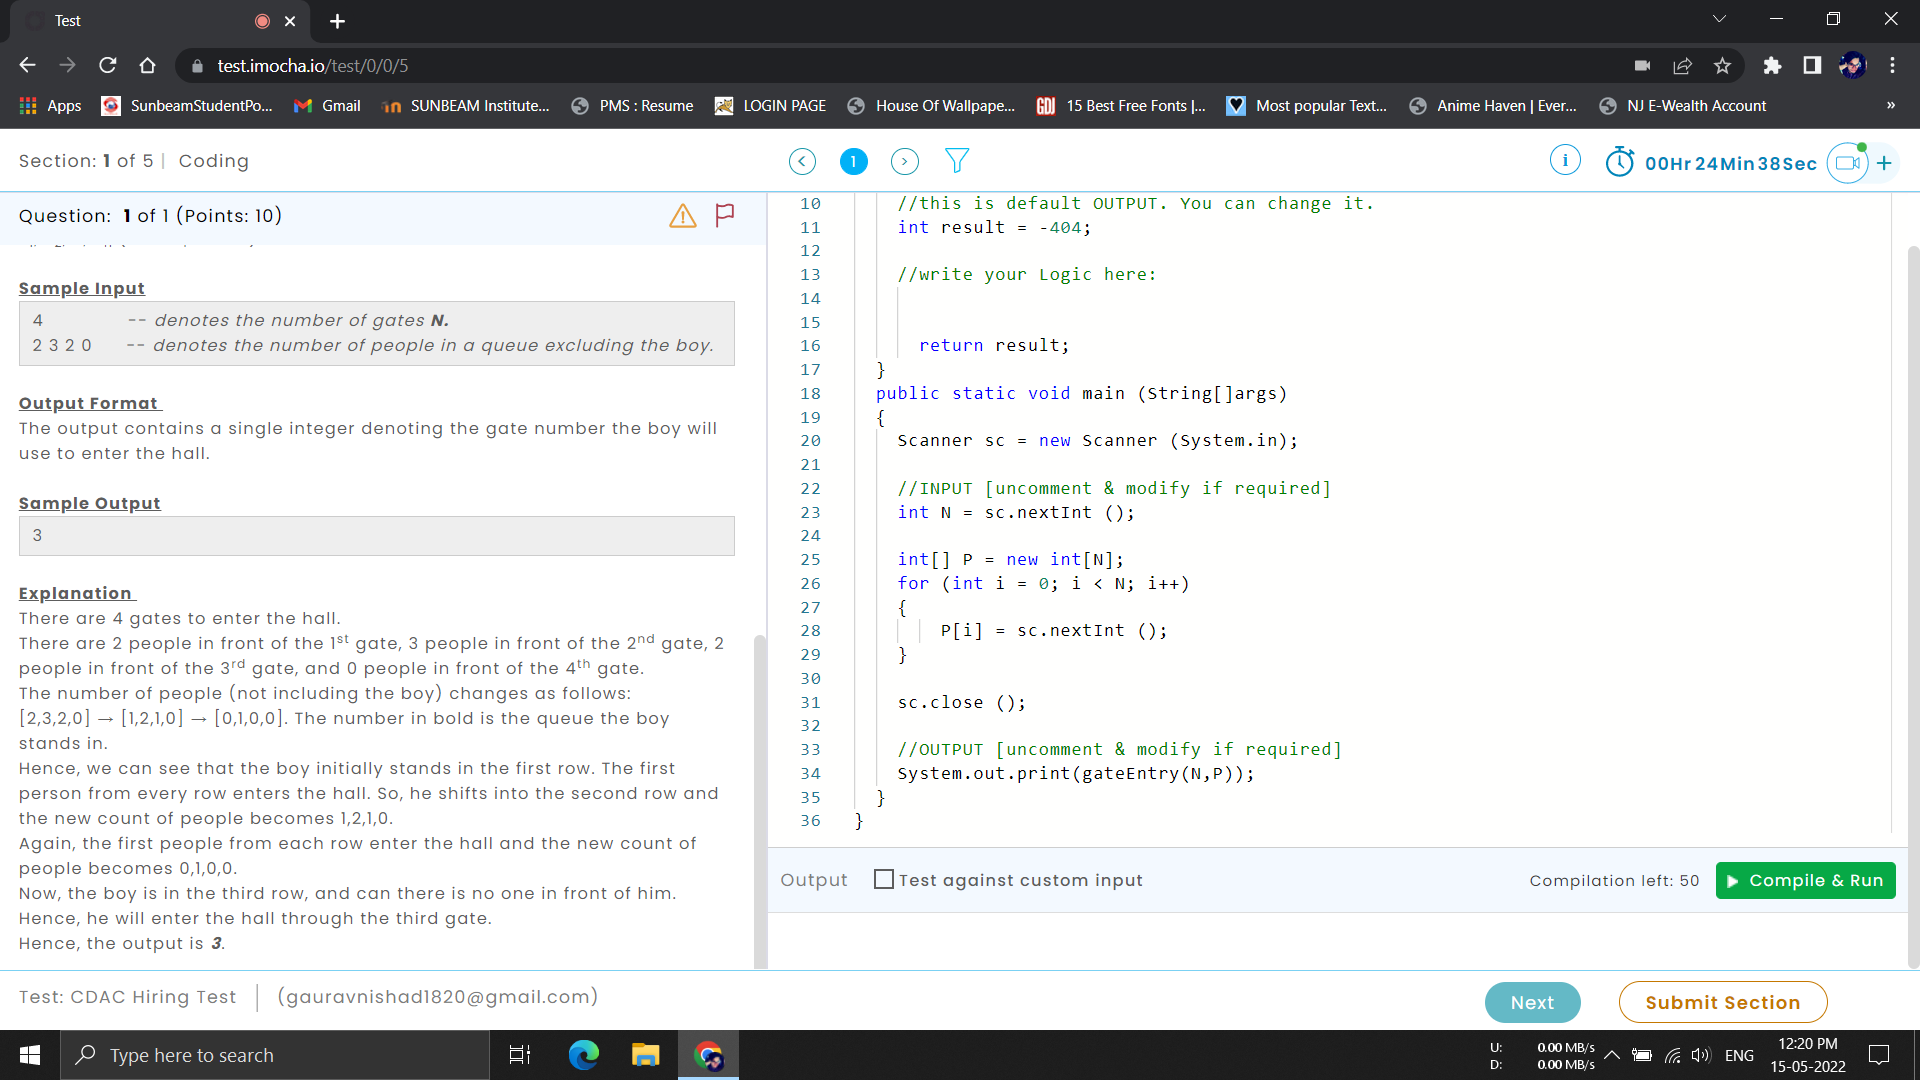 Test
test.imocha.io/test/0/0/5
Apps
SunbeamStudentPo...
Gmail
SUNBEAM Institute...
PMS : Resume
LOGIN PAGE
House Of Wallpape...
GDJ
15 Best Free Fonts |...
Most popular Text...
Anime Haven | Ever...
NJ E-Wealth Account
»
Section: 1 of 5 | Coding
1
i
00Hr 24Min 38Sec
+
Question: 1 of 1 (Points: 10)
Sample Input
4 -- denotes the number of gates N.
2 3 2 0 -- denotes the number of people in a queue excluding the boy.
Output Format
The output contains a single integer denoting the gate number the boy will
use to enter the hall.
Sample Output
3
Explanation
There are 4 gates to enter the hall.
There are 2 people in front of the 1st gate, 3 people in front of the 2nd gate, 2
people in front of the 3rd gate, and 0 people in front of the 4th gate.
The number of people (not including the boy) changes as follows:
[2,3,2,0] → [1,2,1,0] → [0,1,0,0]. The number in bold is the queue the boy
stands in.
Hence, we can see that the boy initially stands in the first row. The first
person from every row enters the hall. So, he shifts into the second row and
the new count of people becomes 1,2,1,0.
Again, the first people from each row enter the hall and the new count of
people becomes 0,1,0,0.
Now, the boy is in the third row, and can there is no one in front of him.
Hence, he will enter the hall through the third gate.
Hence, the output is 3.
10 //this is default OUTPUT. You can change it.
11 int result = -404;
12
13 //write your Logic here:
14
15
16 return result;
17 }
18 public static void main (String[]args)
19 {
20 Scanner sc = new Scanner (System.in);
21
22 //INPUT [uncomment & modify if required]
23 int N = sc.nextInt ();
24
25 int[] P = new int[N];
26 for (int i = 0; i < N; i++)
27 {
28 P[i] = sc.nextInt ();
29 }
30
31 sc.close ();
32
33 //OUTPUT [uncomment & modify if required]
34 System.out.print(gateEntry(N,P));
35 }
36 }
Output
Test against custom input
Compilation left: 50
Compile & Run
Test: CDAC Hiring Test | (gauravnishad1820@gmail.com)
Next
Submit Section
Type here to search
U: 0.00 MB/s
D: 0.00 MB/s
ENG
12:20 PM
15-05-2022